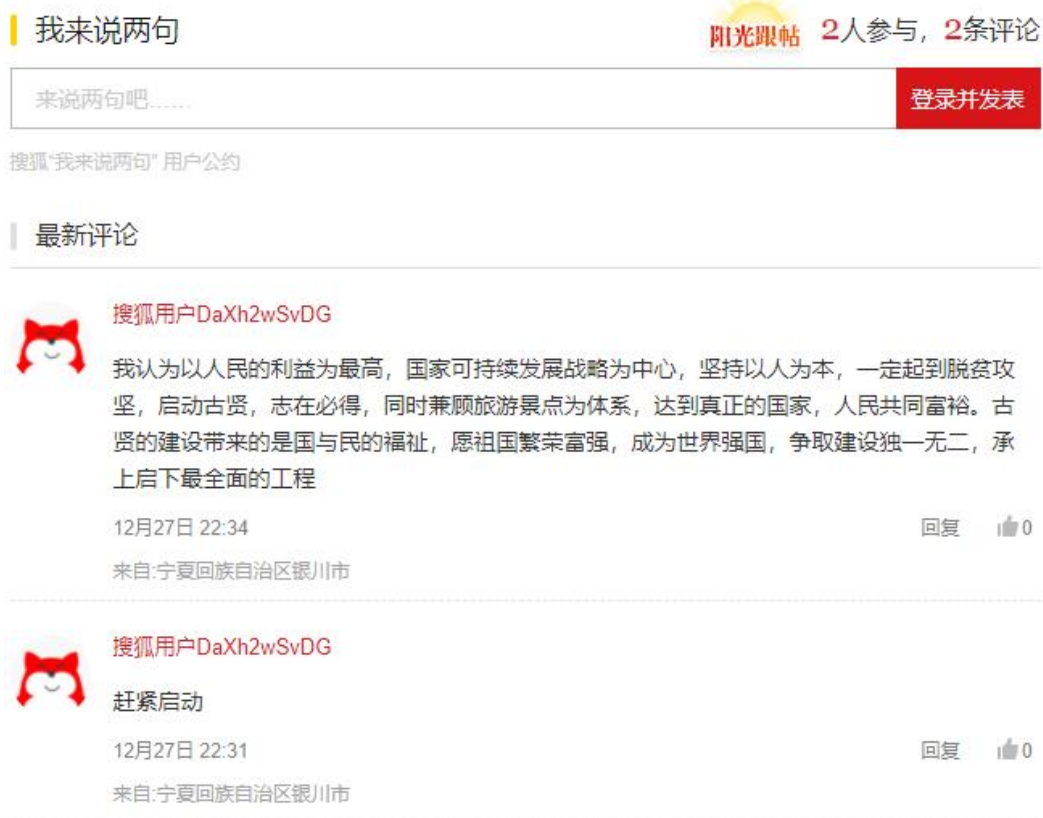 我来说两句
阳光跟帖 2人参与，2条评论
来说两句吧......
登录并发表
搜狐“我来说两句” 用户公约
最新评论
搜狐用户DaXh2wSvDG
我认为以人民的利益为最高，国家可持续发展战略为中心，坚持以人为本，一定起到脱贫攻
坚，启动古贤，志在必得，同时兼顾旅游景点为体系，达到真正的国家，人民共同富裕。古
贤的建设带来的是国与民的福祉，愿祖国繁荣富强，成为世界强国，争取建设独一无二，承
上启下最全面的工程
12月27日 22:34
回复 0
来自:宁夏回族自治区银川市
搜狐用户DaXh2wSvDG
赶紧启动
12月27日 22:31
回复 0
来自:宁夏回族自治区银川市